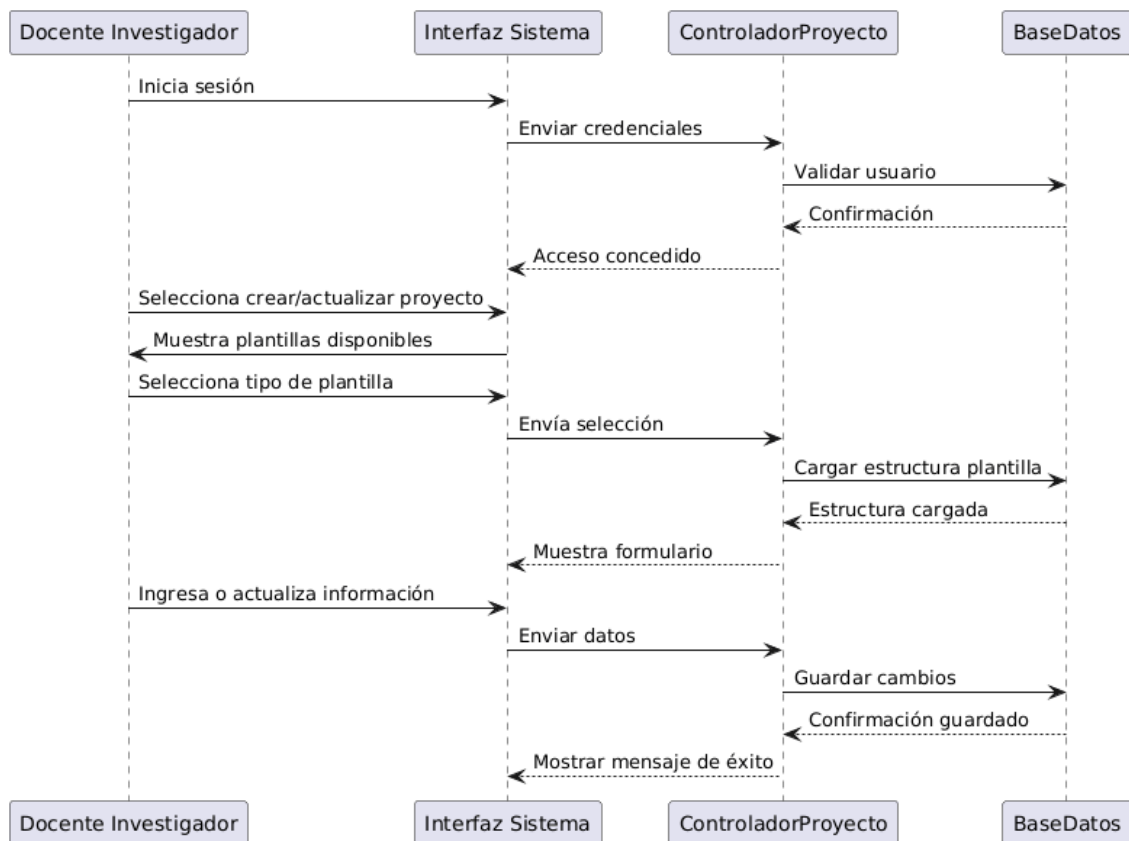 Docente Investigador
Interfaz Sistema
ControladorProyecto
BaseDatos
Inicia sesión
Enviar credenciales
Validar usuario
Confirmación
Acceso concedido
Selecciona crear/actualizar proyecto
Muestra plantillas disponibles
Selecciona tipo de plantilla
Envía selección
Cargar estructura plantilla
Estructura cargada
Muestra formulario
Ingresa o actualiza información
Enviar datos
Guardar cambios
Confirmación guardado
Mostrar mensaje de éxito
Docente Investigador
Interfaz Sistema
ControladorProyecto
BaseDatos